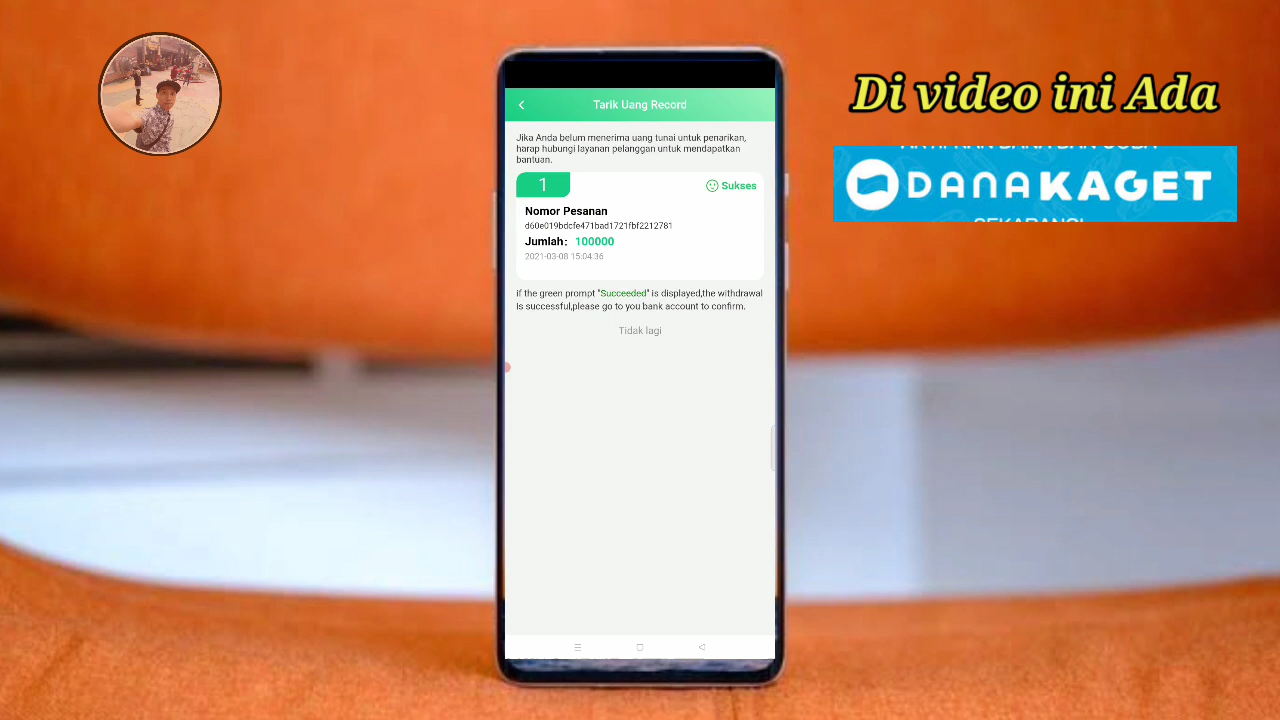 Tarik Uang Record
Jika Anda belum menerima uang tunai untuk penarikan,
harap hubungi layanan pelanggan untuk mendapatkan
bantuan.
1
Sukses
Nomor Pesanan
d60e019bdcfe471bad1721fbf2212781
Jumlah: 100000
2021-03-08 15:04:36
if the green prompt "Succeeded" is displayed,the withdrawal
is successful,please go to you bank account to confirm.
Tidak lagi
Di video ini Ada
DANAKAGET
SEKARANG!